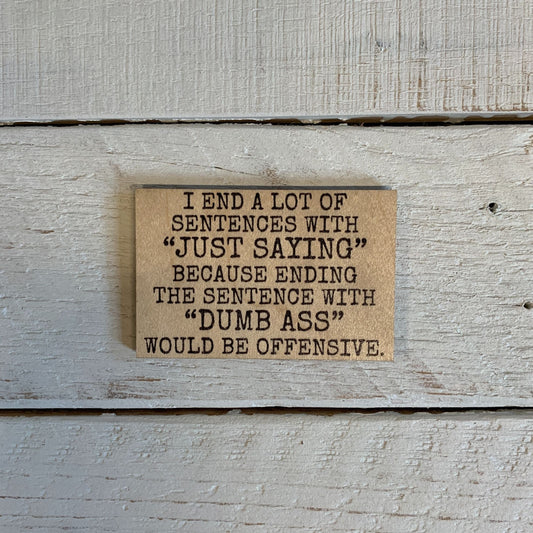 I END A LOT OF
SENTENCES WITH
“JUST SAYING”
BECAUSE ENDING
THE SENTENCE WITH
“DUMB ASS”
WOULD BE OFFENSIVE.